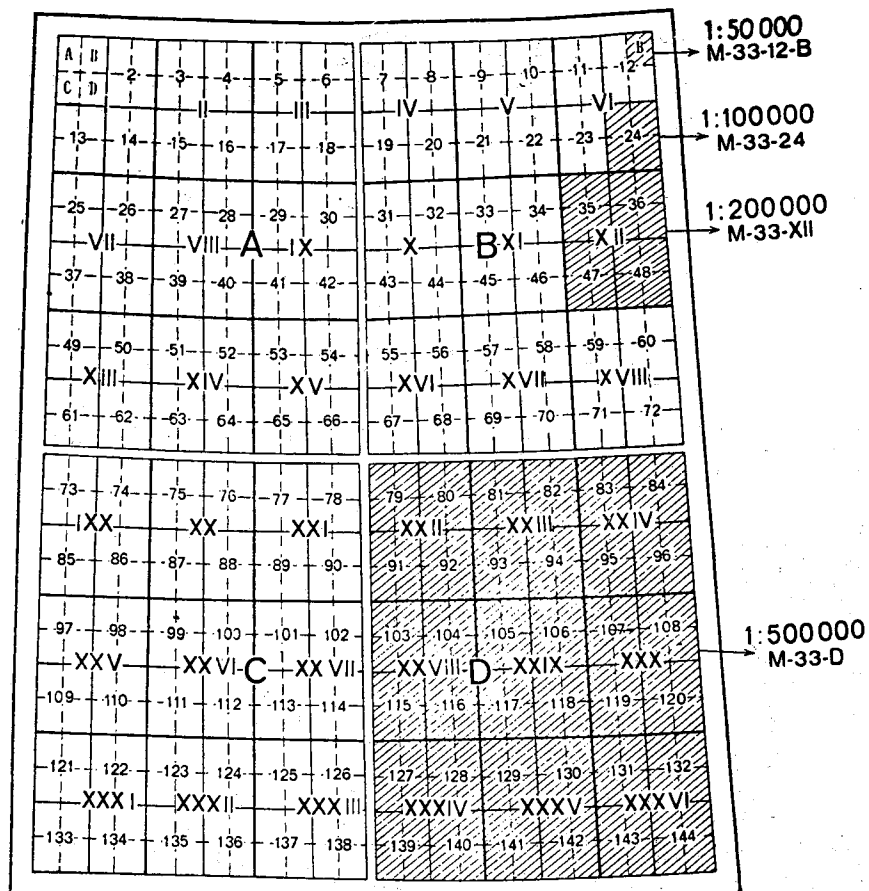 1:50 000
M-33-12-B
A B -2- -3- 4 -5- 6 7 -8- -9- -10- -11- -12- B
C D
II III IV V VI
1:100 000
M-33-24
13- -14- -15- 16- -17- -18- 19- -20- -21- -22- -23- -24-
25- -26- 27- 28- -29- 30 31- -32- -33- 34 -35- -36-
1:200 000
M-33-XII
VII VIII A IX X B XI XII
37- -38- 39- -40- 41- -42- 43- 44- -45- -46- -47- -48-
49- -50- -51- -52- -53- -54- 55- -56- -57- 58- -59- -60-
XIII XIV XV XVI XVII XVIII
61- -62- -63- 64- -65- -66- -67- -68- 69- -70- -71- -72-
73- -74- -75- 76- -77- -78- 79- -80- 81- -82- -83- -84-
IXX XX XXI XXII XXIII XXIV
85- -86- -87- 88- -89- 90- 91- -92- 93- -94- -95- -96-
97- -98- -99- -100- -101- 102- -103- -104- -105- -106- -107- -108-
1:500 000
M-33-D
XXV XXVI C XXVII XXVIII D XXIX XXX
109- -110- -111- -112- -113- -114- 115- -116- -117- -118- -119- -120-
121- -122- -123- -124- -125- -126- -127- -128- 129- -130- -131- -132-
XXXI XXXII XXXIII XXXIV XXXV XXXVI
-133- -134- -135- -136- -137- 138- 139- -140- 141- -142- -143- -144-